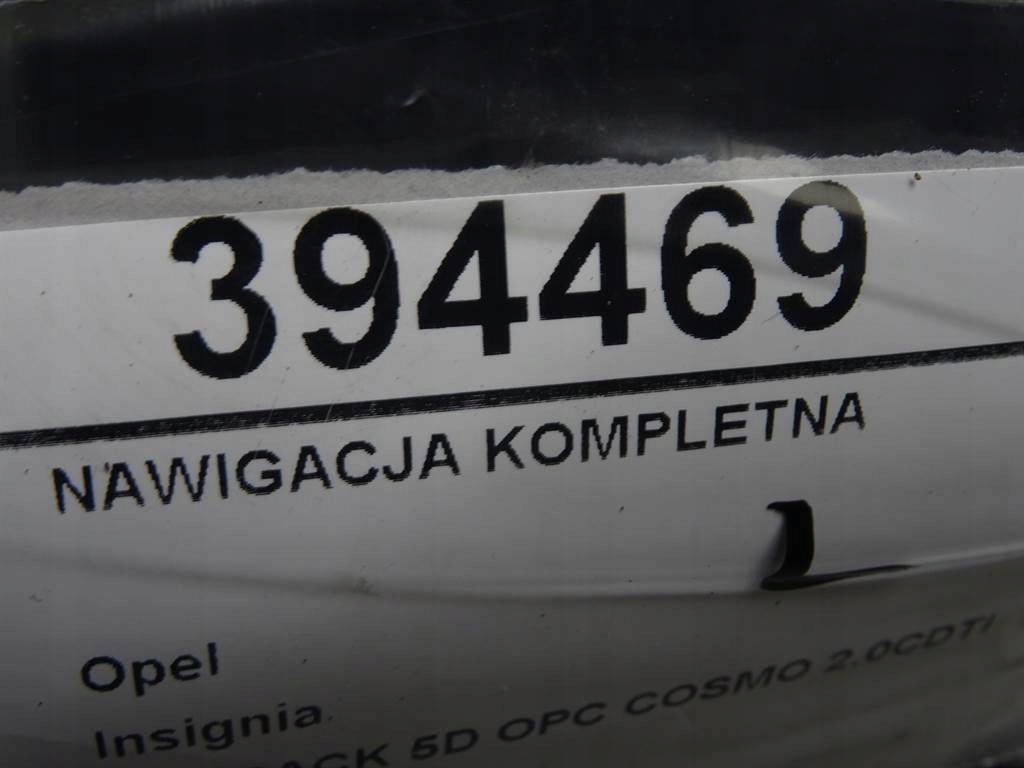 394469
NAWIGACJA KOMPLETNA
L
Opel
Insignia
5D OPC COSMO 2.0CDTI